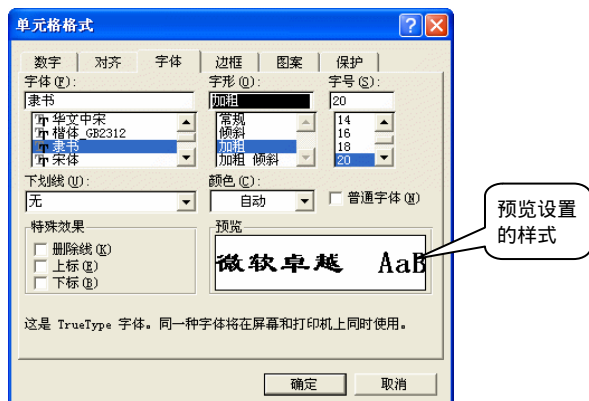 单元格格式
数字 对齐 字体 边框 图案 保护
字体(F): 字形(O): 字号(S):
隶书 加粗 20
华文中宋 常规 14
楷体_GB2312 倾斜 16
隶书 加粗 18
宋体 加粗 倾斜 20
下划线(U): 颜色(C):
无 自动 普通字体(N)
特殊效果 预览
删除线(K)
上标(E)
下标(B)
微软卓越 AaB
预览设置
的样式
这是 TrueType 字体。同一种字体将在屏幕和打印机上同时使用。
确定 取消